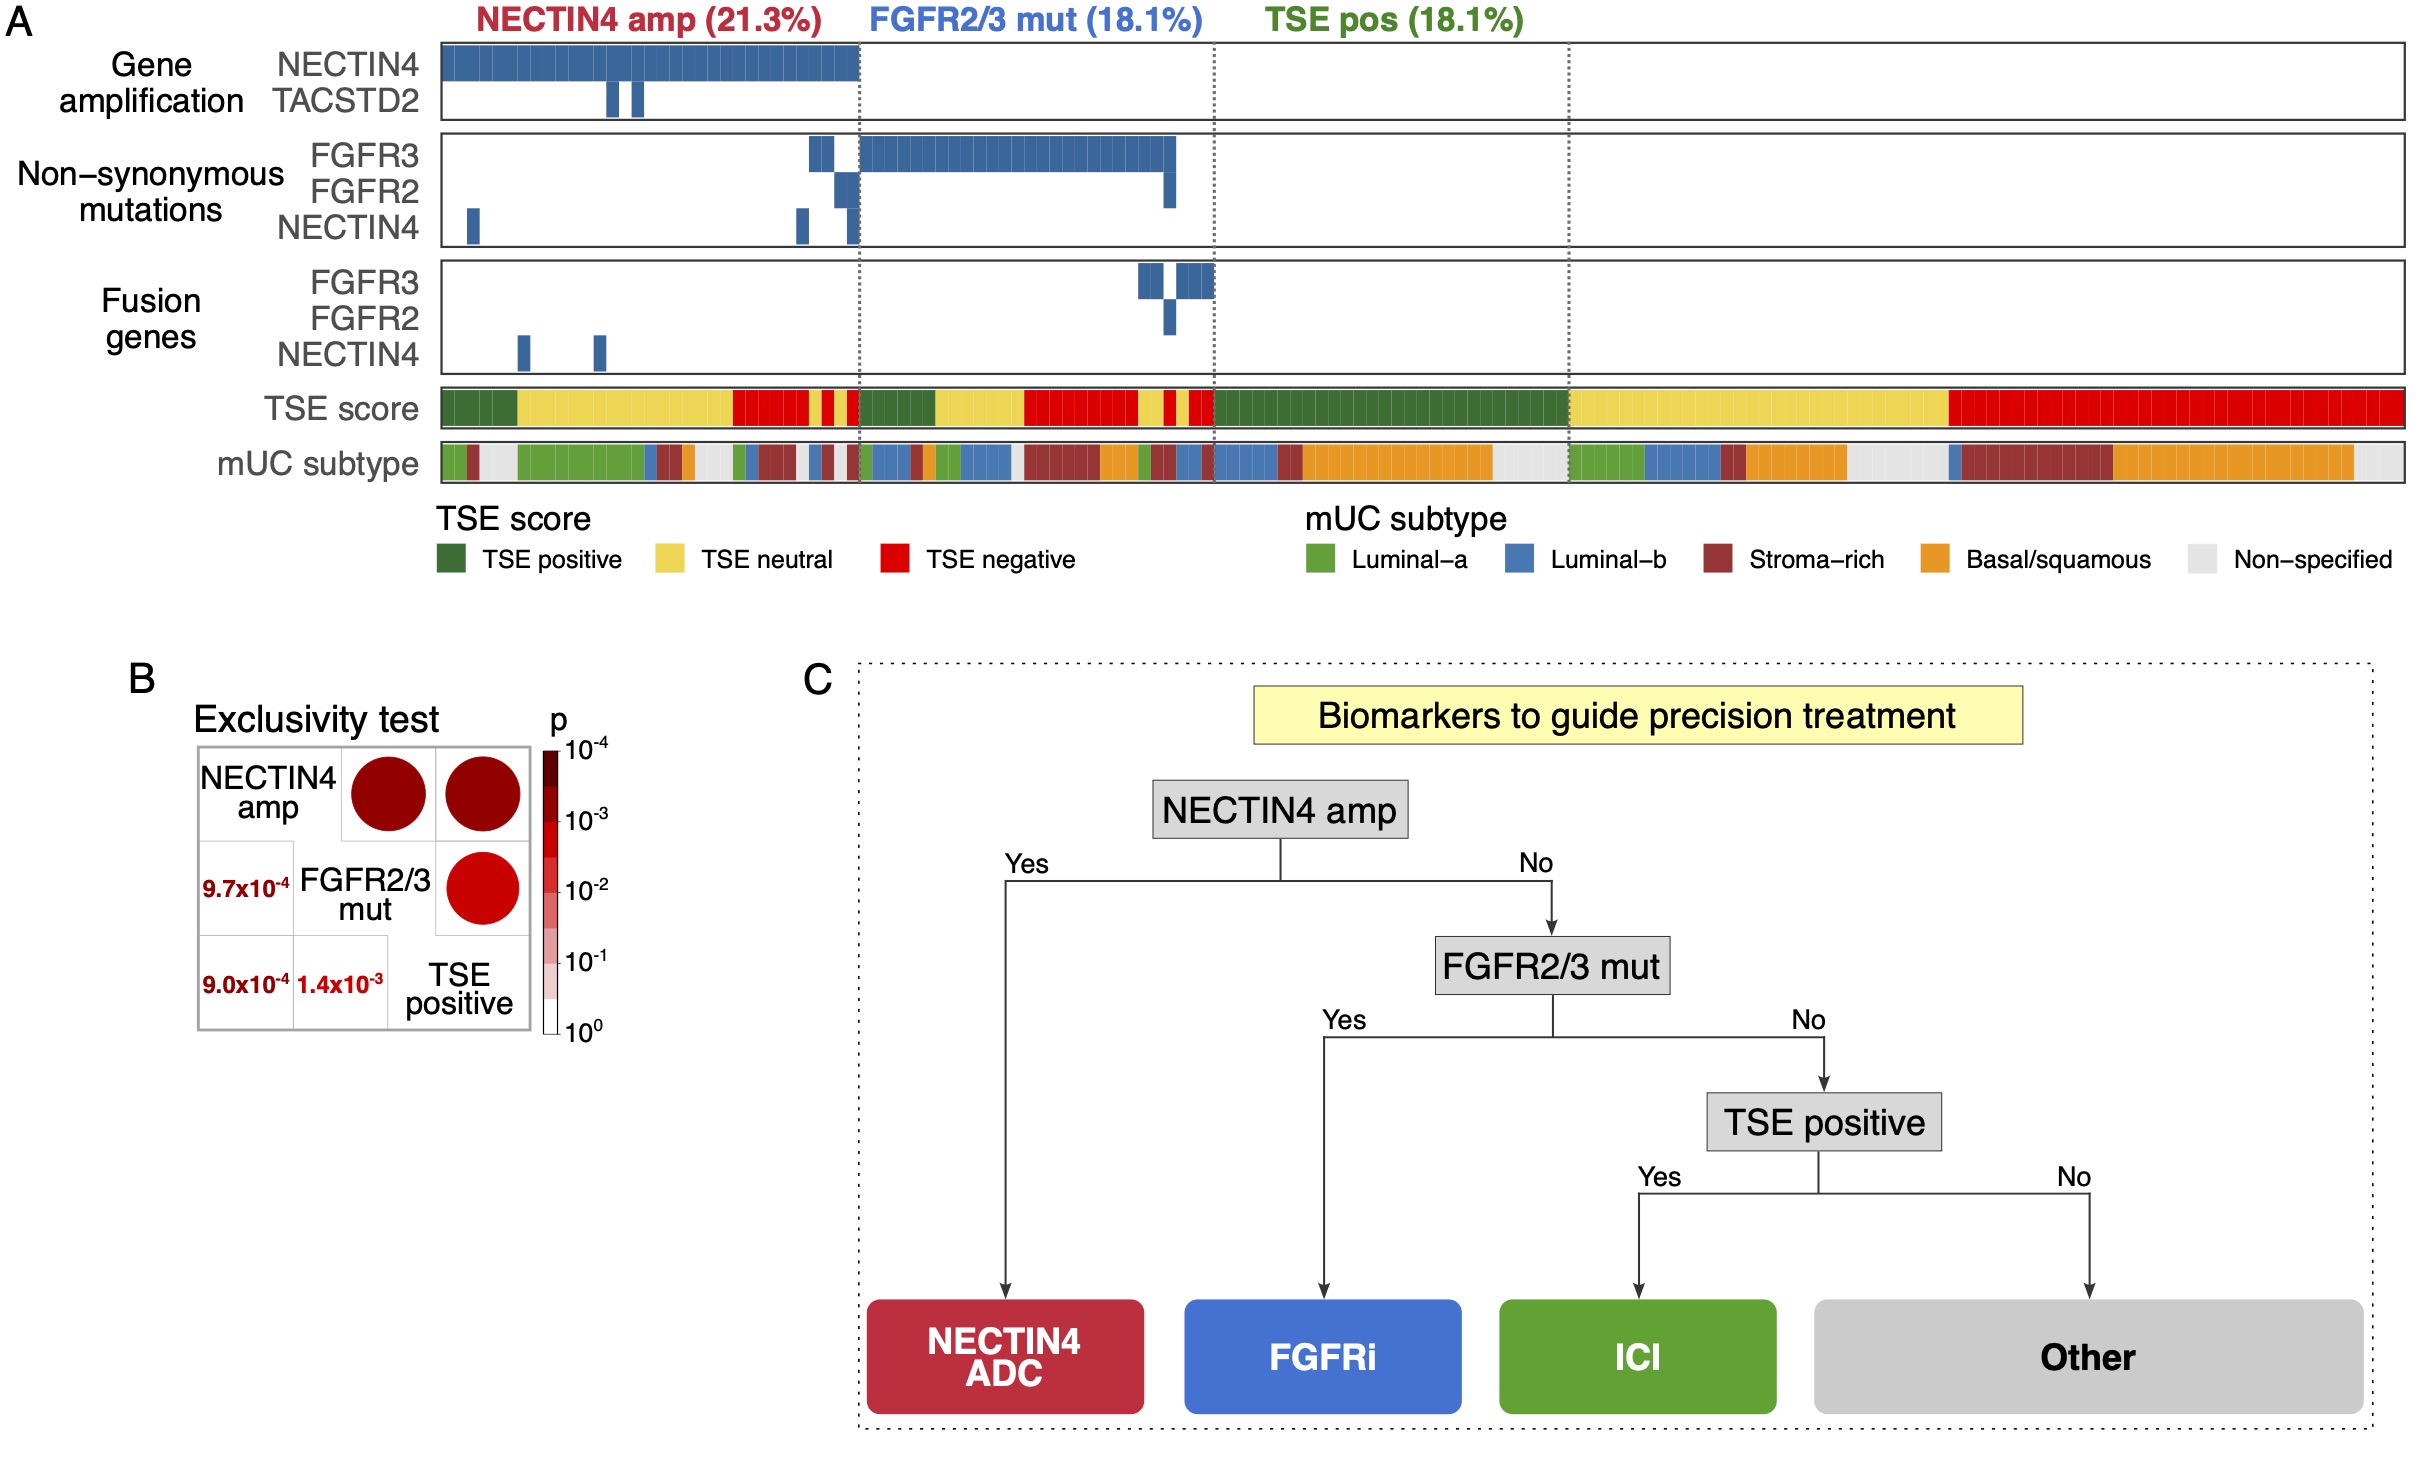 A
NECTIN4 amp (21.3%)
FGFR2/3 mut (18.1%)
TSE pos (18.1%)
Gene
amplification
NECTIN4
TACSTD2
Non−synonymous
mutations
FGFR3
FGFR2
NECTIN4
Fusion
genes
FGFR3
FGFR2
NECTIN4
TSE score
mUC subtype
TSE score
TSE positive
TSE neutral
TSE negative
mUC subtype
Luminal−a
Luminal−b
Stroma−rich
Basal/squamous
Non−specified
B
Exclusivity test
p
NECTIN4
amp
9.7x10⁻⁴
FGFR2/3
mut
9.0x10⁻⁴
1.4x10⁻³
TSE
positive
10⁻⁴
10⁻³
10⁻²
10⁻¹
10⁰
C
Biomarkers to guide precision treatment
NECTIN4 amp
Yes
No
FGFR2/3 mut
Yes
No
TSE positive
Yes
No
NECTIN4
ADC
FGFRi
ICI
Other